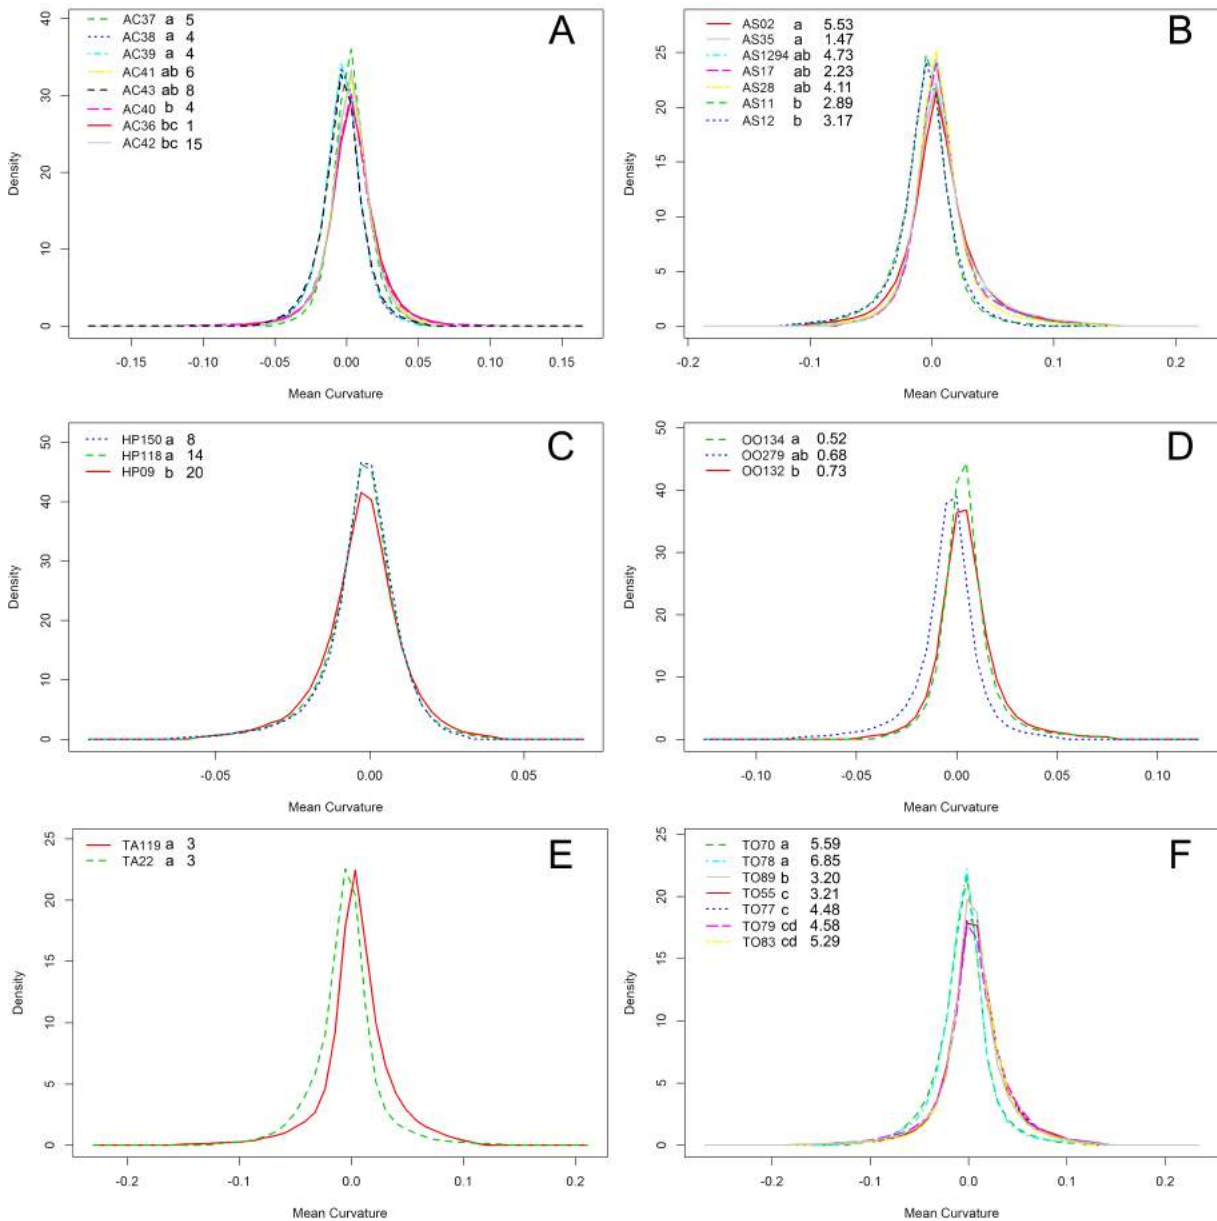 A
AC37 a 5
AC38 a 4
AC39 a 4
AC41 ab 6
AC43 ab 8
AC40 b 4
AC36 bc 1
AC42 bc 15
Density
0 10 20 30 40
-0.15 -0.10 -0.05 0.00 0.05 0.10 0.15
Mean Curvature
B
AS02 a 5.53
AS35 a 1.47
AS1294 ab 4.73
AS17 ab 2.23
AS28 ab 4.11
AS11 b 2.89
AS12 b 3.17
Density
0 5 10 15 20 25
-0.2 -0.1 0.0 0.1 0.2
Mean Curvature
C
HP150 a 8
HP118 a 14
HP09 b 20
Density
0 10 20 30 40 50
-0.05 0.00 0.05
Mean Curvature
D
OO134 a 0.52
OO279 ab 0.68
OO132 b 0.73
Density
0 10 20 30 40 50
-0.10 -0.05 0.00 0.05 0.10
Mean Curvature
E
TA119 a 3
TA22 a 3
Density
0 5 10 15 20 25
-0.2 -0.1 0.0 0.1 0.2
Mean Curvature
F
TO70 a 5.59
TO78 a 6.85
TO89 b 3.20
TO55 c 3.21
TO77 c 4.48
TO79 cd 4.58
TO83 cd 5.29
Density
0 5 10 15 20 25
-0.2 -0.1 0.0 0.1 0.2
Mean Curvature